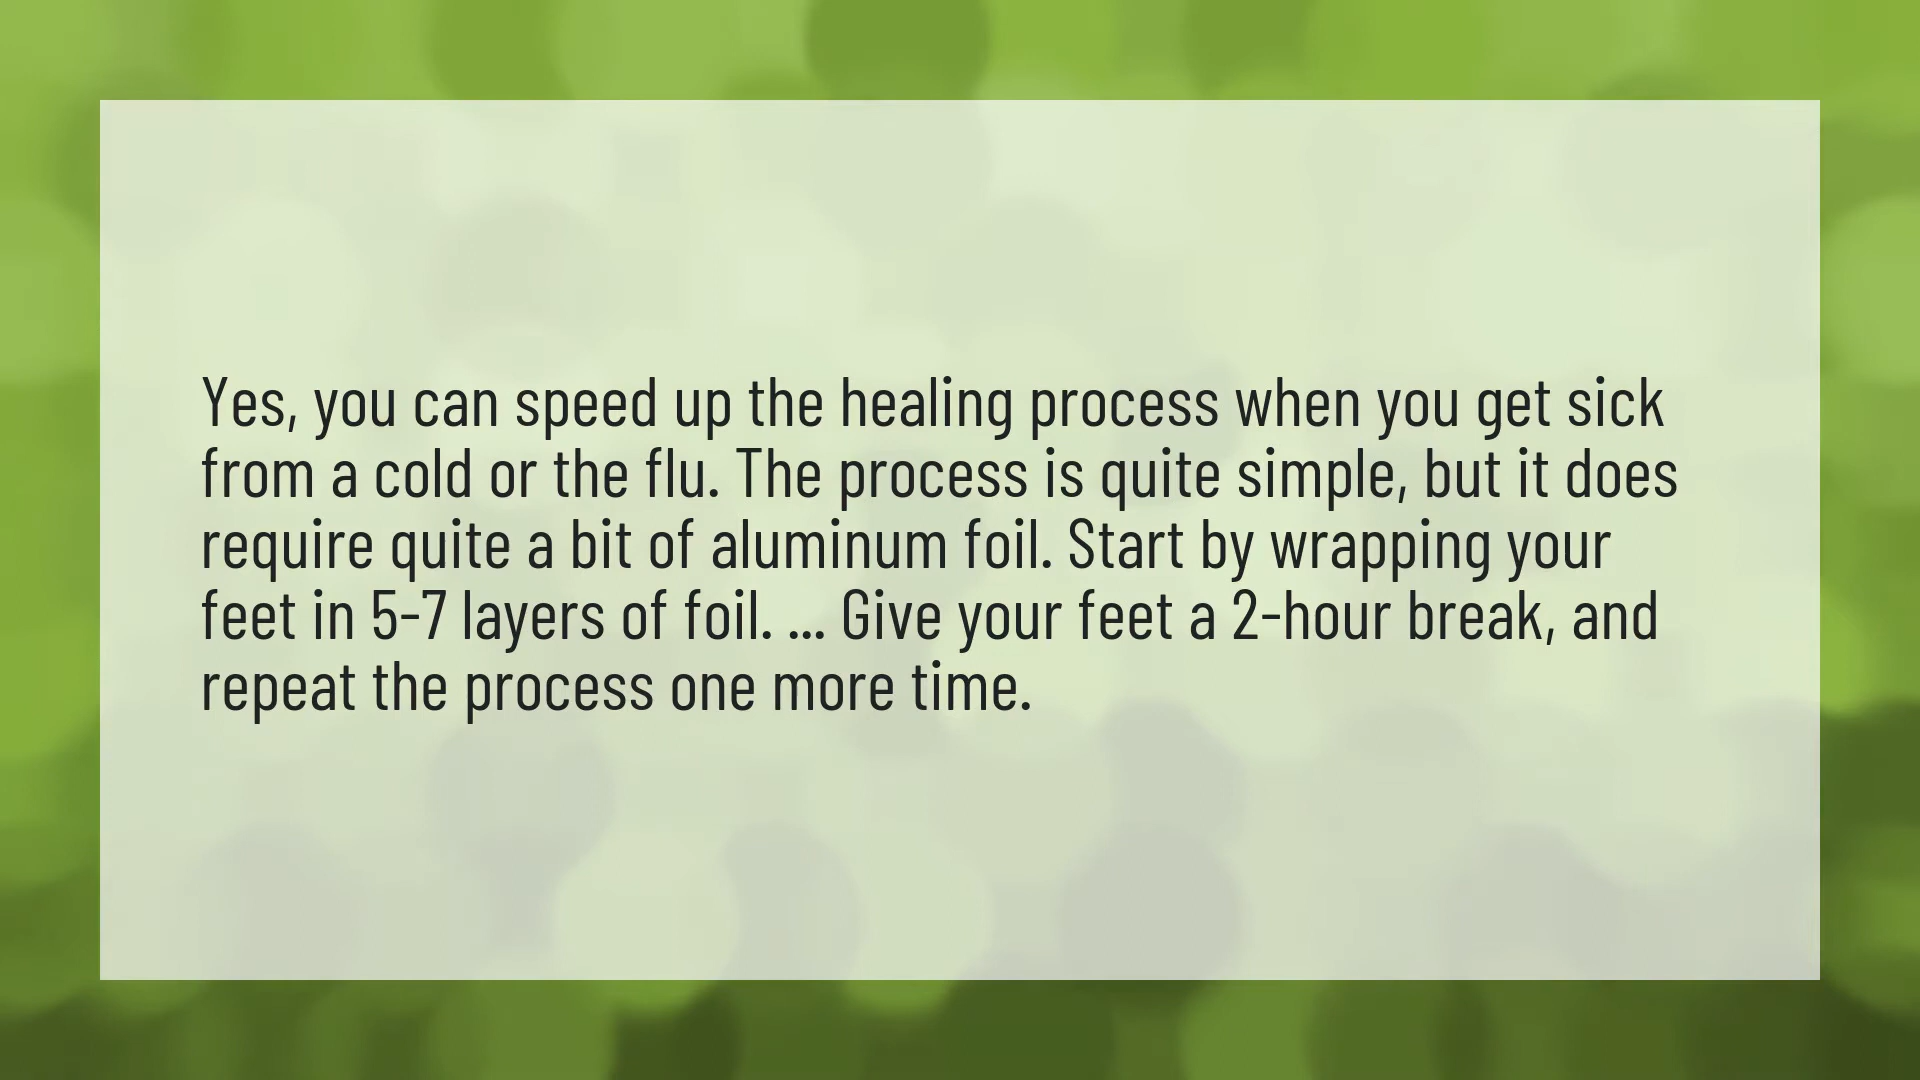 Yes, you can speed up the healing process when you get sick
from a cold or the flu. The process is quite simple, but it does
require quite a bit of aluminum foil. Start by wrapping your
feet in 5-7 layers of foil. ... Give your feet a 2-hour break, and
repeat the process one more time.